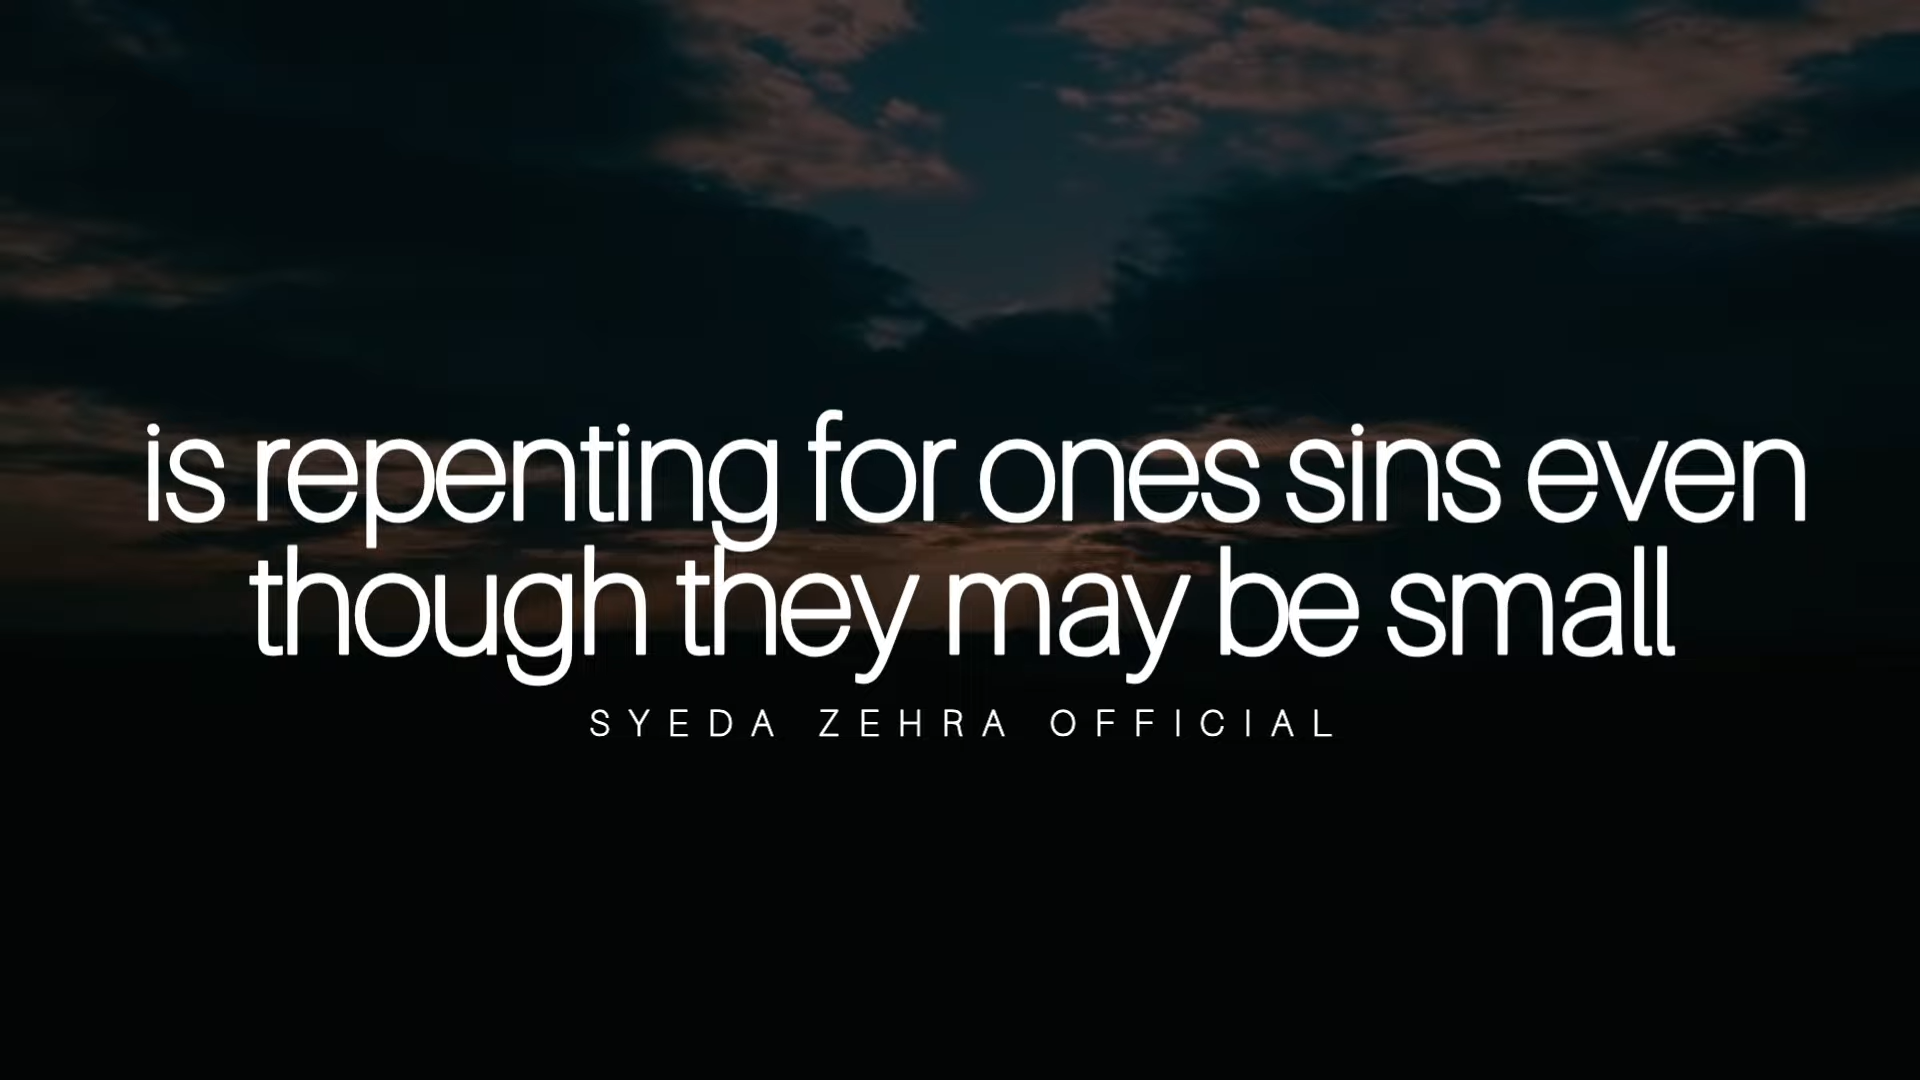 is repenting for ones sins even
though they may be small
SYEDA ZEHRA OFFICIAL